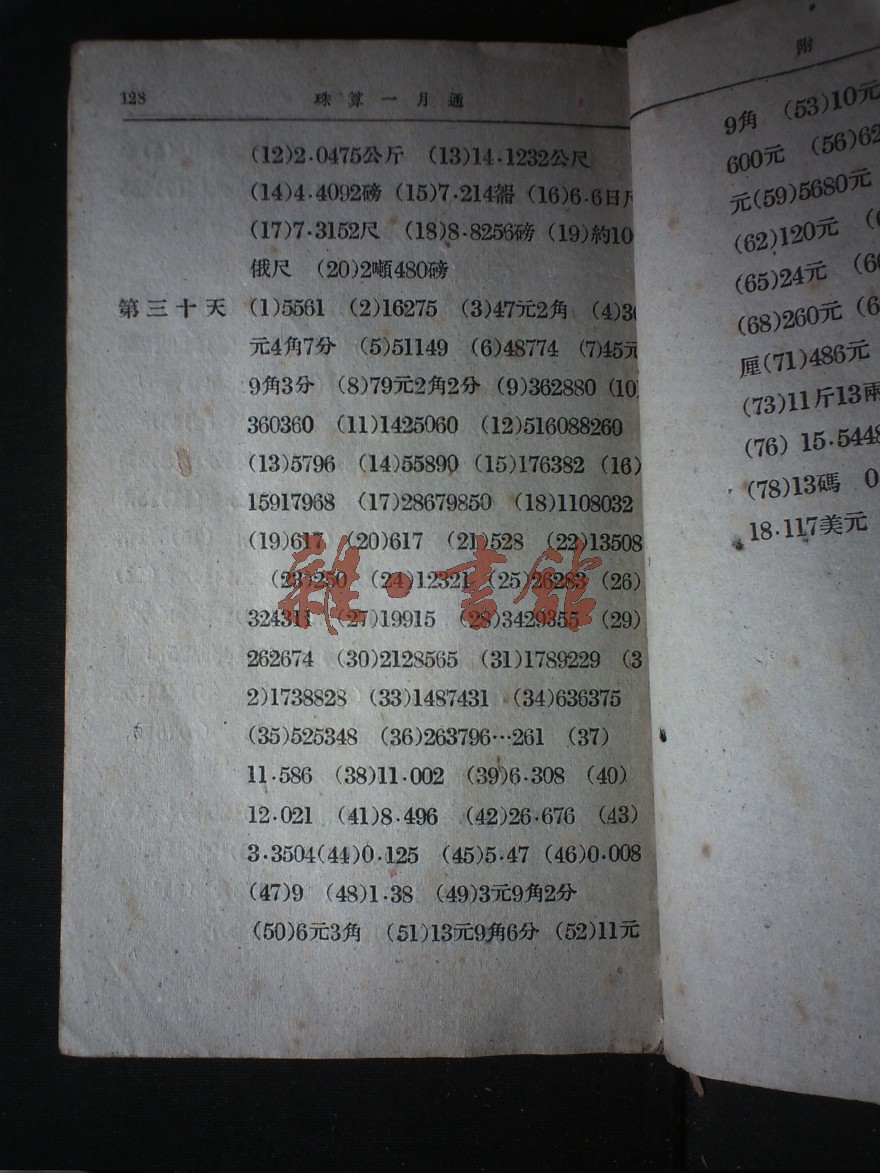 128 珠算一月通
(12)2·0475公斤 (13)14·1232公尺
(14)4·4092磅 (15)7·214 (16)6·6日
(17)7·3152尺 (18)8·8256磅 (19)約10
俄尺 (20)2噸480磅
第三十天 (1)5561 (2)16275 (3)47元2角 (4)3
元4角7分 (5)51149 (6)48774 (7)45元
9角3分 (8)79元2角2分 (9)362880 (10
360360 (11)1425060 (12)516088260
(13)5796 (14)55890 (15)176382 (16)
15917968 (17)28679850 (18)1108032
(19)617 (20)617 (21)528 (22)13508
(23)250 (24)12321 (25)26283 (26)
324311 (27)19915 (28)3429355 (29)
262674 (30)2128565 (31)1789229 (3
2)1738828 (33)1487431 (34)636375
(35)525348 (36)263796…261 (37)
11·586 (38)11·002 (39)6·308 (40)
12·021 (41)8·496 (42)26·676 (43)
3·3504(44)0·125 (45)5·47 (46)0·008
(47)9 (48)1·38 (49)3元9角2分
(50)6元3角 (51)13元9角6分 (52)11元
附
9角 (53)10元
600元 (56)62
元(59)5680元
(62)120元
(65)24元 (6
(68)260元 (6
厘(71)486元
(73)11斤13兩
(76) 15·5448
(78)13碼 0
18·117美元
雜·書館